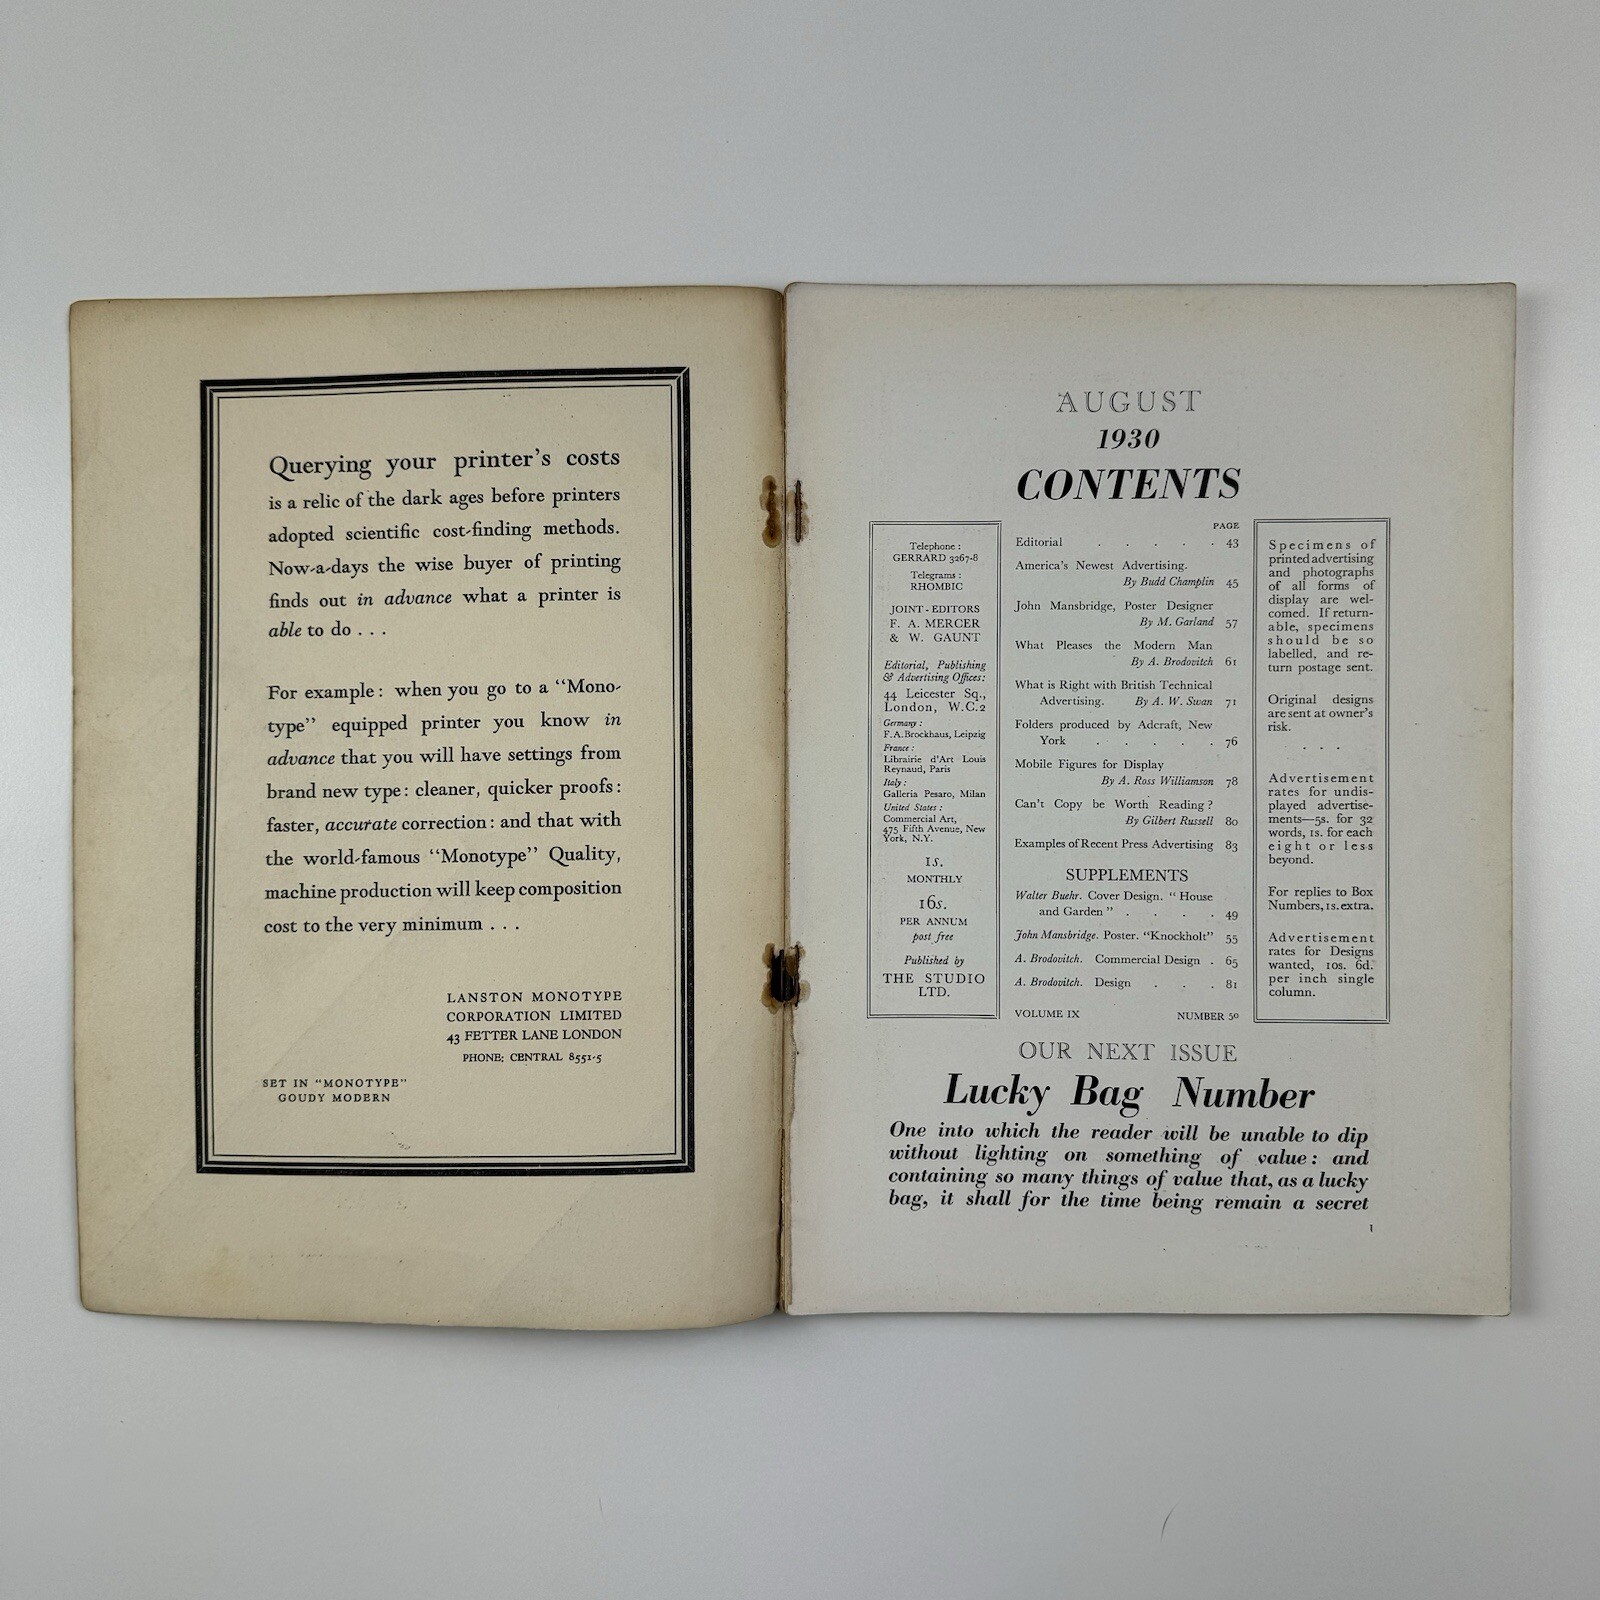 Querying your printer's costs
is a relic of the dark ages before printers
adopted scientific cost-finding methods.
Now-a-days the wise buyer of printing
finds out in advance what a printer is
able to do . . .
For example: when you go to a "Mono-
type" equipped printer you know in
advance that you will have settings from
brand new type: cleaner, quicker proofs:
faster, accurate correction: and that with
the world-famous "Monotype" Quality,
machine production will keep composition
cost to the very minimum . . .
LANSTON MONOTYPE
CORPORATION LIMITED
43 FETTER LANE LONDON
PHONE: CENTRAL 8551-5
SET IN "MONOTYPE"
GOUDY MODERN
AUGUST
1930
CONTENTS
Telephone :
GERRARD 3267-8
Telegrams :
RHOMBIC
JOINT-EDITORS
F. A. MERCER
& W. GAUNT
Editorial, Publishing
& Advertising Offices:
44 Leicester Sq.,
London, W.C.2
Germany :
F.A.Brockhaus, Leipzig
France :
Librairie d'Art Louis
Reynaud, Paris
Italy :
Galleria Pesaro, Milan
United States :
Commercial Art,
475 Fifth Avenue, New
York, N.Y.
1s.
MONTHLY
16s.
PER ANNUM
post free
Published by
THE STUDIO
LTD.
PAGE
Editorial . . . . . 43
America's Newest Advertising.
By Budd Champlin 45
John Mansbridge, Poster Designer
By M. Garland 57
What Pleases the Modern Man
By A. Brodovitch 61
What is Right with British Technical
Advertising. By A. W. Swan 71
Folders produced by Adcraft, New
York . . . . . 76
Mobile Figures for Display
By A. Ross Williamson 78
Can't Copy be Worth Reading ?
By Gilbert Russell 80
Examples of Recent Press Advertising 83
SUPPLEMENTS
Walter Buehr. Cover Design. "House
and Garden" . . . . 49
John Mansbridge. Poster. "Knockholt" 55
A. Brodovitch. Commercial Design . 65
A. Brodovitch. Design . . . 81
VOLUME IX NUMBER 50
Specimens of
printed advertising
and photographs
of all forms of
display are wel-
comed. If return-
able, specimens
should be so
labelled, and re-
turn postage sent.
Original designs
are sent at owner's
risk.
. . .
Advertisement
rates for undis-
played advertise-
ments—5s. for 32
words, 1s. for each
eight or less
beyond.
For replies to Box
Numbers, 1s. extra.
Advertisement
rates for Designs
wanted, 10s. 6d.
per inch single
column.
OUR NEXT ISSUE
Lucky Bag Number
One into which the reader will be unable to dip
without lighting on something of value: and
containing so many things of value that, as a lucky
bag, it shall for the time being remain a secret
1